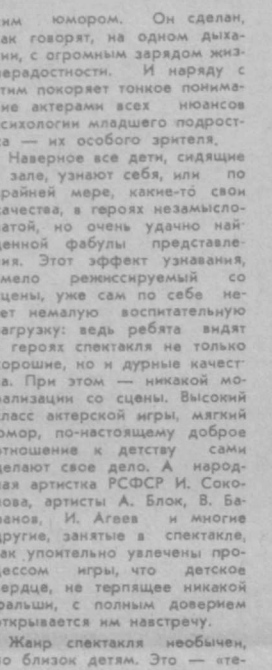 ким юмором. Он сделан,
ак говорят, на одном дыха-
ии, с огромным зарядом жиз-
нерадостности. И наряду с
этим покоряет тонкое понима-
ние актерами всех нюансов
психологии младшего подрост-
ка — их особого зрителя.
Наверное все дети, сидящие
в зале, узнают себя, или по
крайней мере, какие-то свои
качества, в героях незамысло-
ватой, но очень удачно най-
денной фабулы представле-
ния. Этот эффект узнавания,
умело режиссируемый со
сцены, уже сам по себе не-
ет немалую воспитательную
нагрузку: ведь ребята видят
в героях спектакля не только
хорошие, но и дурные качест-
ва. При этом — никакой мо-
рализации со сцены. Высокий
класс актерской игры, мягкий
юмор, по-настоящему доброе
отношение к детству сами
делают свое дело. А народ-
ная артистка РСФСР И. Соко-
лова, артисты А. Блок, В. Ба-
ранов, И. Агеев и многие
другие, занятые в спектакле,
так упоительно увлечены про-
цессом игры, что детское
сердце, не терпящее никакой
фальши, с полным доверием
открывается им навстречу.
Жанр спектакля необычен,
но близок детям. Это — «те-